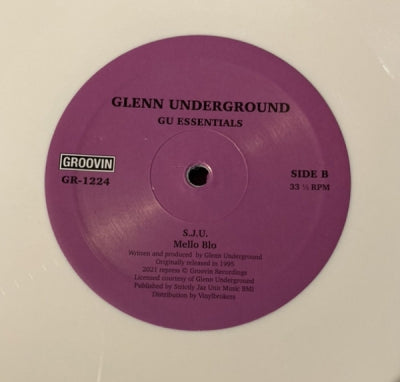 GLENN UNDERGROUND
GU ESSENTIALS
GROOVIN
GR-1224
SIDE B
33 ⅓ RPM
S.J.U.
Mello Blo
Written and produced by Glenn Underground
Originally released in 1995
2021 repress © Groovin Recordings
Licensed courtesy of Glenn Underground
Published by Strictly Jaz Unit Music BMI
Distribution by Vinylbrokers